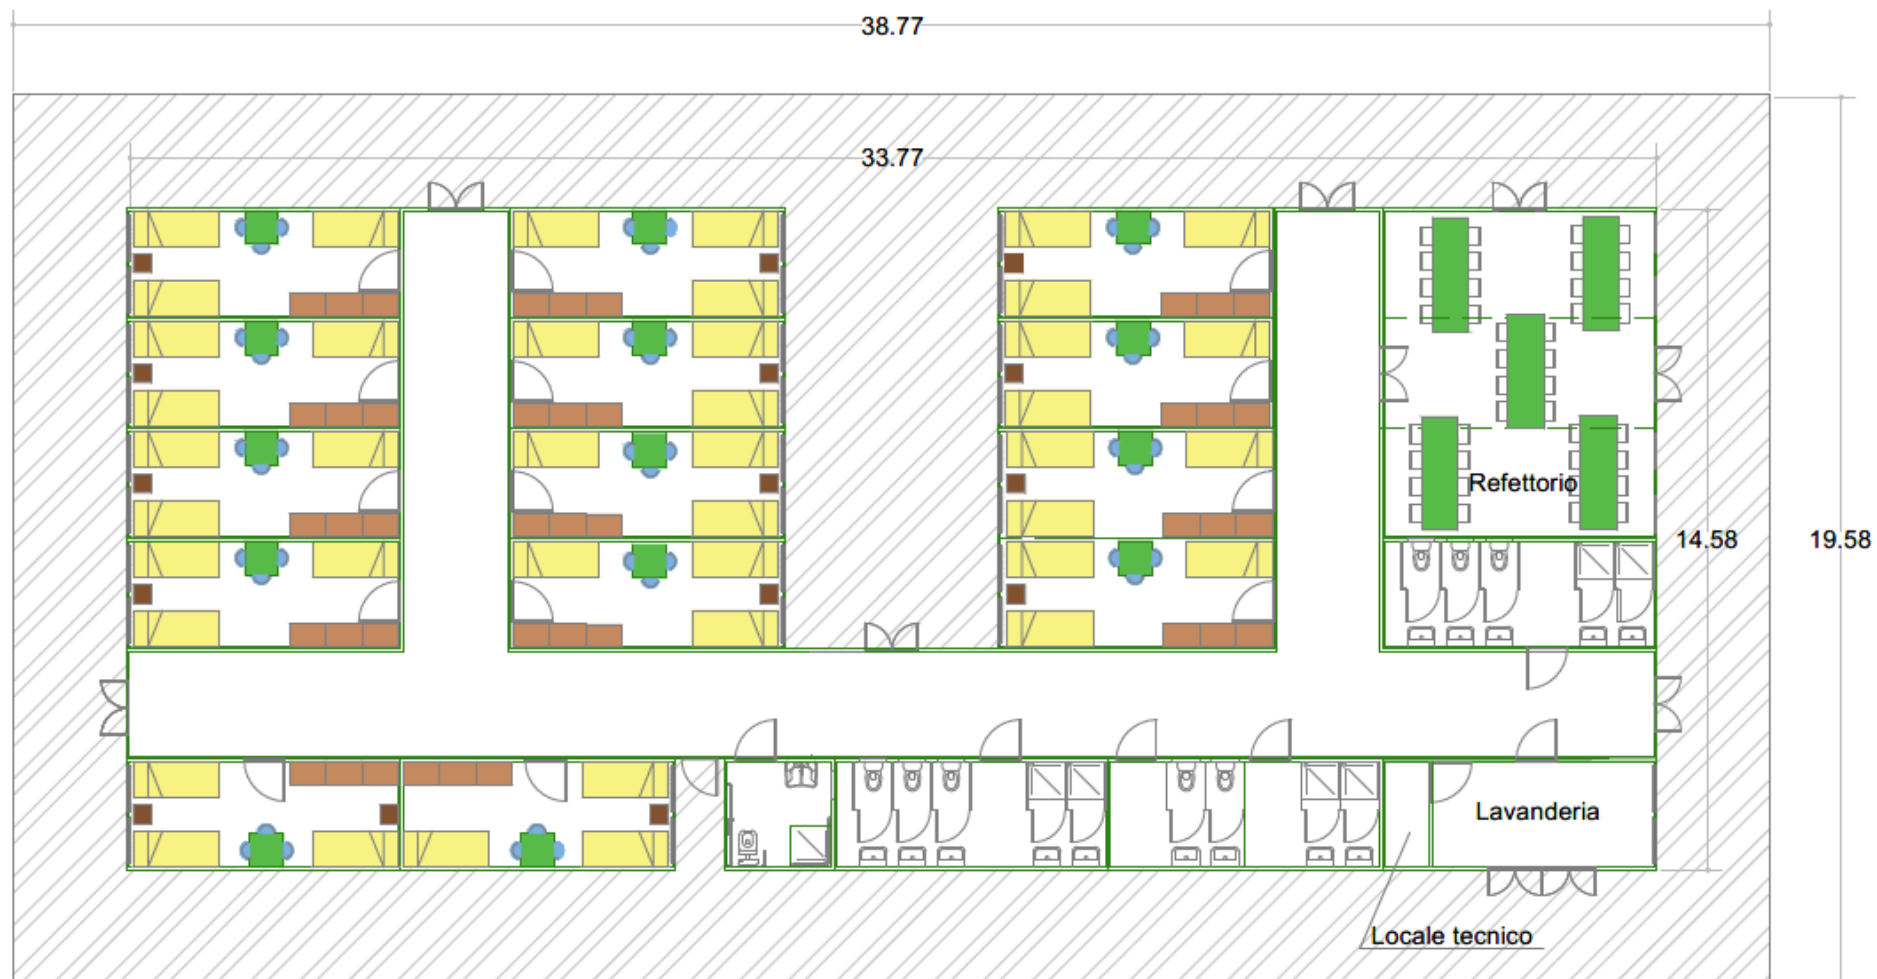 38.77
33.77
Refettorio
14.58
19.58
Lavanderia
Locale tecnico